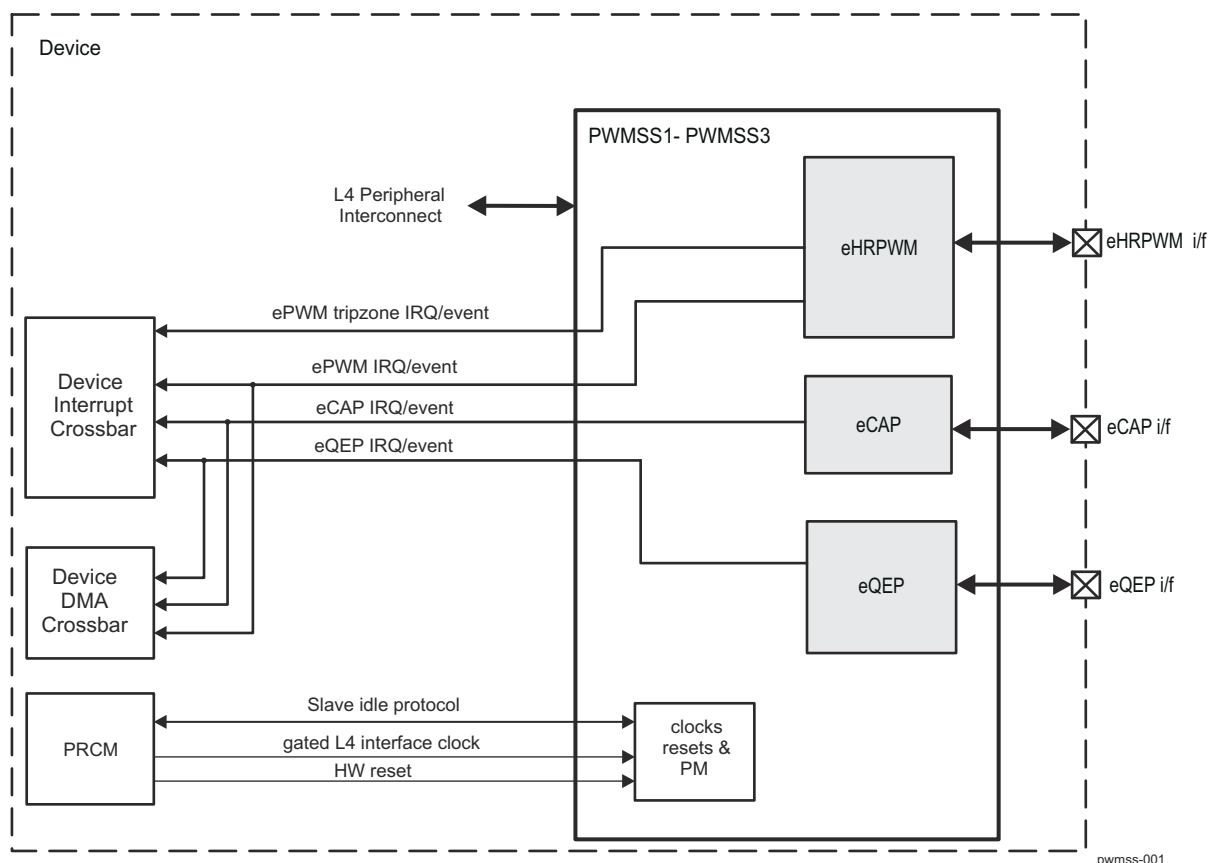 Device
PWMSS1- PWMSS3
L4 Peripheral
Interconnect
eHRPWM
eHRPWM i/f
ePWM tripzone IRQ/event
ePWM IRQ/event
Device
Interrupt
Crossbar
eCAP IRQ/event
eCAP
eCAP i/f
eQEP IRQ/event
Device
DMA
Crossbar
eQEP
eQEP i/f
Slave idle protocol
PRCM
gated L4 interface clock
HW reset
clocks
resets &
PM
pwmss-001